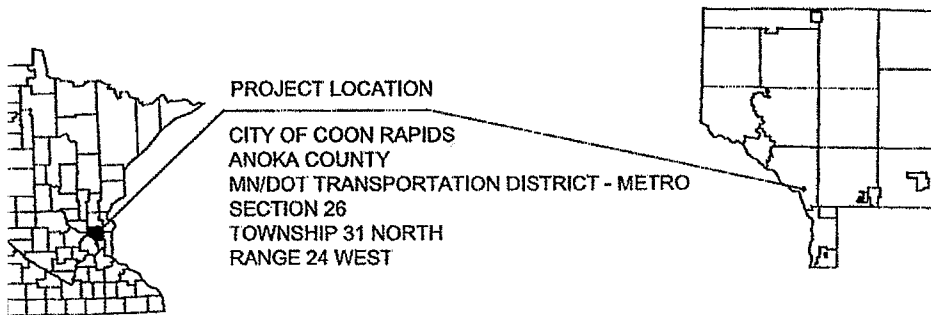 PROJECT LOCATION
CITY OF COON RAPIDS
ANOKA COUNTY
MN/DOT TRANSPORTATION DISTRICT - METRO
SECTION 26
TOWNSHIP 31 NORTH
RANGE 24 WEST